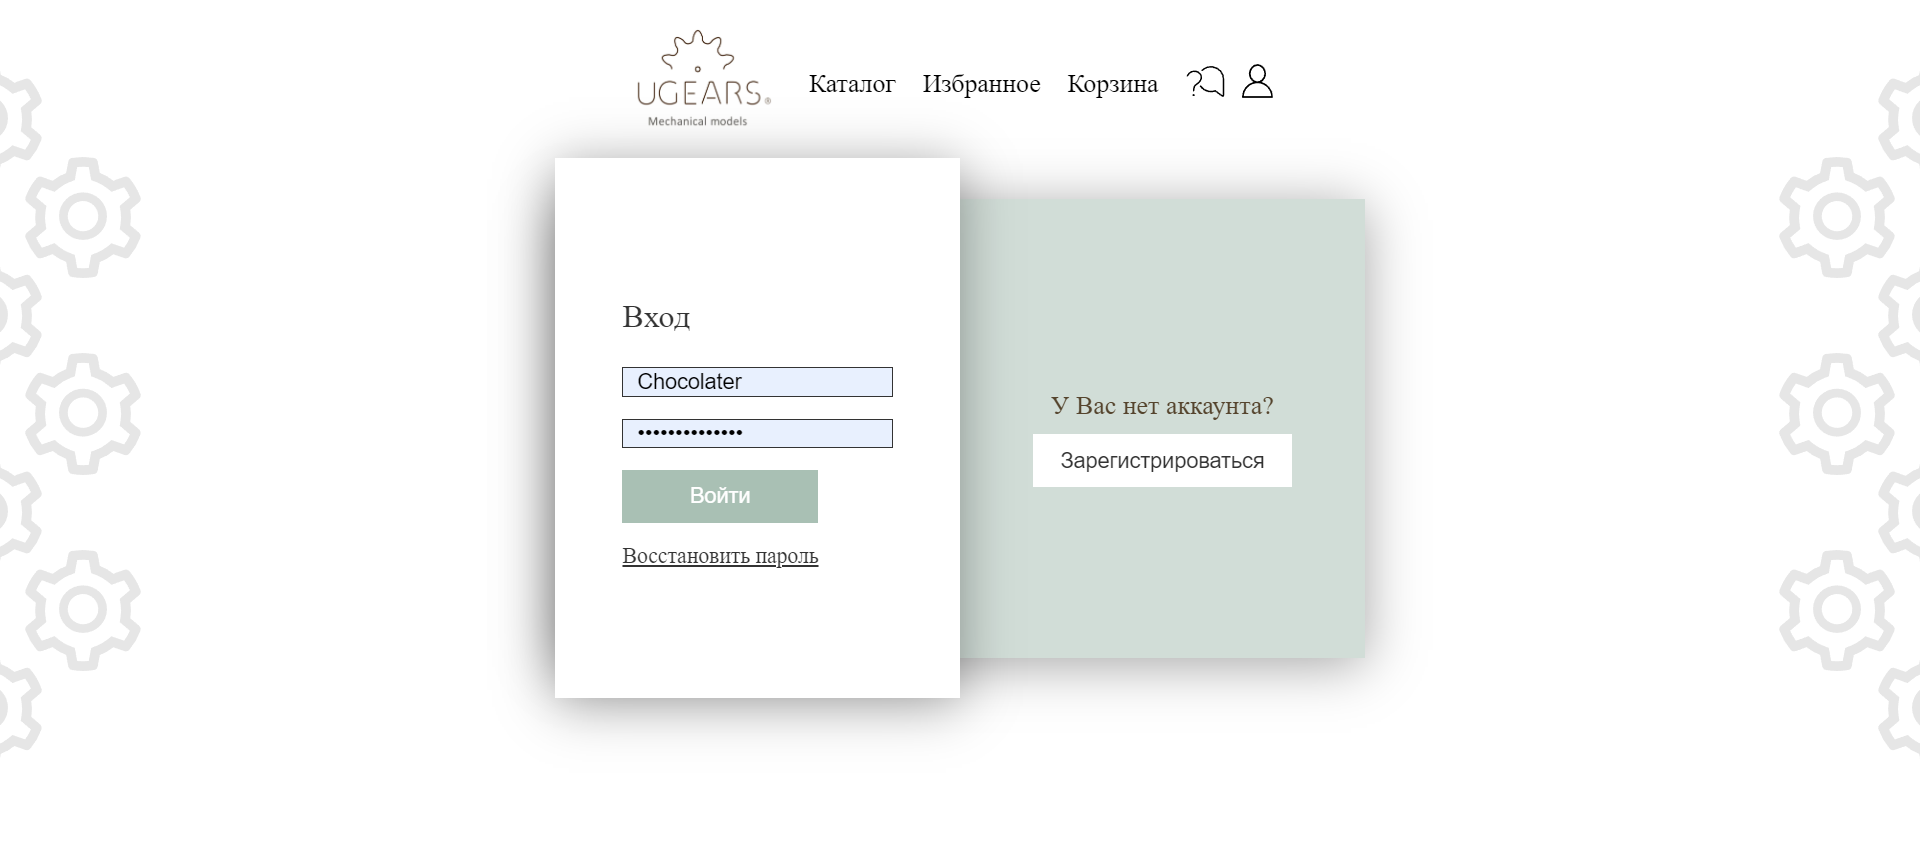 UGEARS®
Mechanical models
Каталог Избранное Корзина
Вход
Chocolater
••••••••••••••
Войти
Восстановить пароль
У Вас нет аккаунта?
Зарегистрироваться